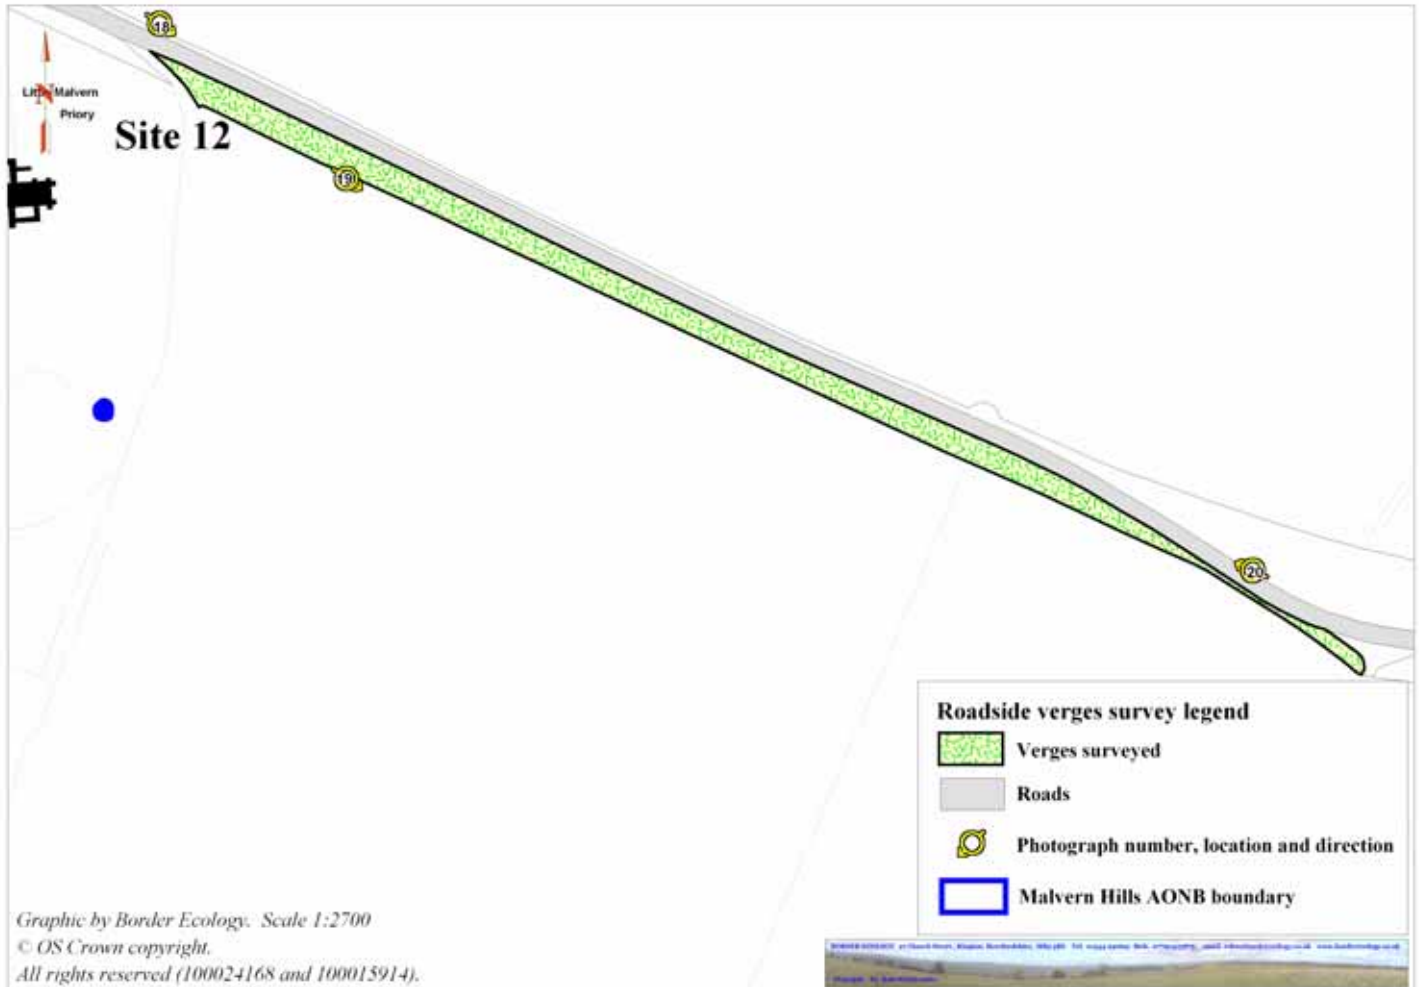 18
Little Malvern
N
Priory
Site 12
19
20
Roadside verges survey legend
Verges surveyed
Roads
Photograph number, location and direction
Malvern Hills AONB boundary
Graphic by Border Ecology. Scale 1:2700
© OS Crown copyright.
All rights reserved (100024168 and 100015914).
BORDER ECOLOGY